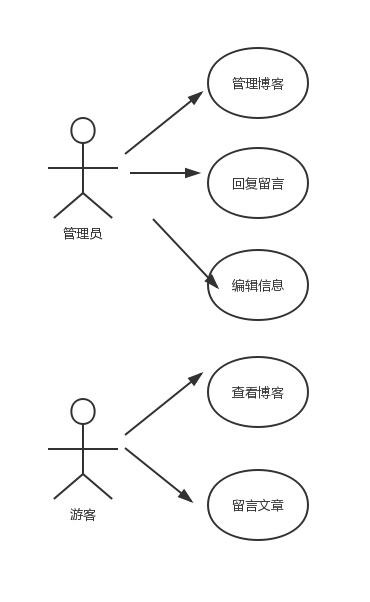 管理博客
回复留言
管理员
编辑信息
查看博客
留言文章
游客